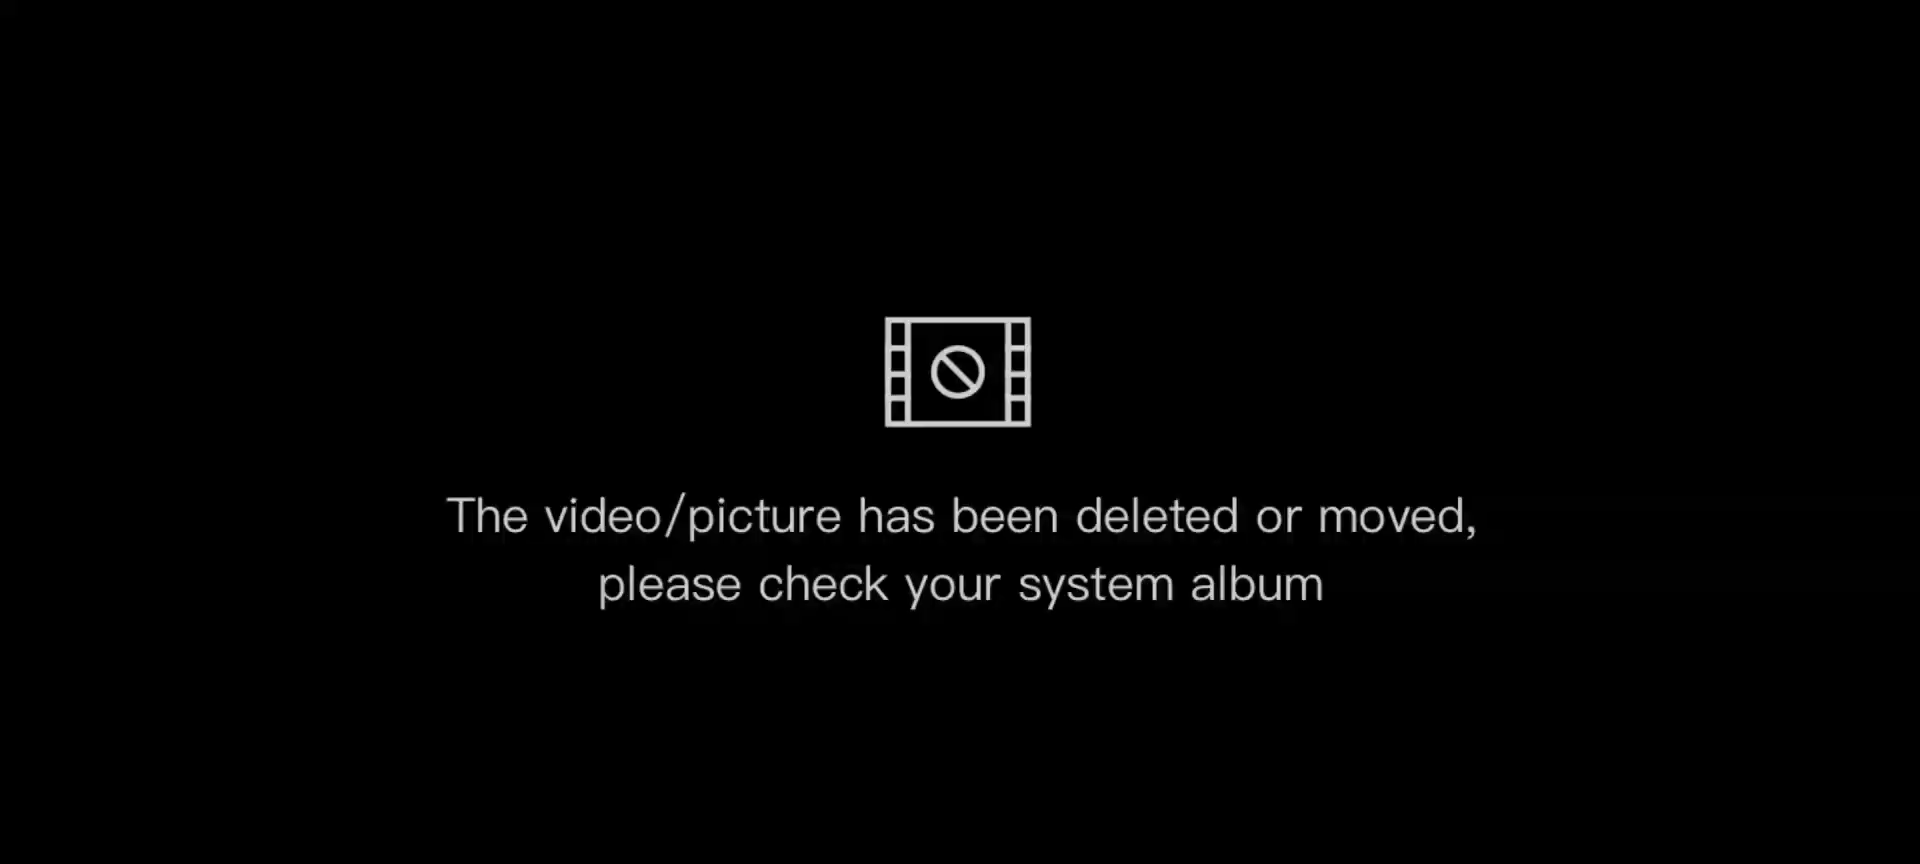 The video/picture has been deleted or moved,
please check your system album